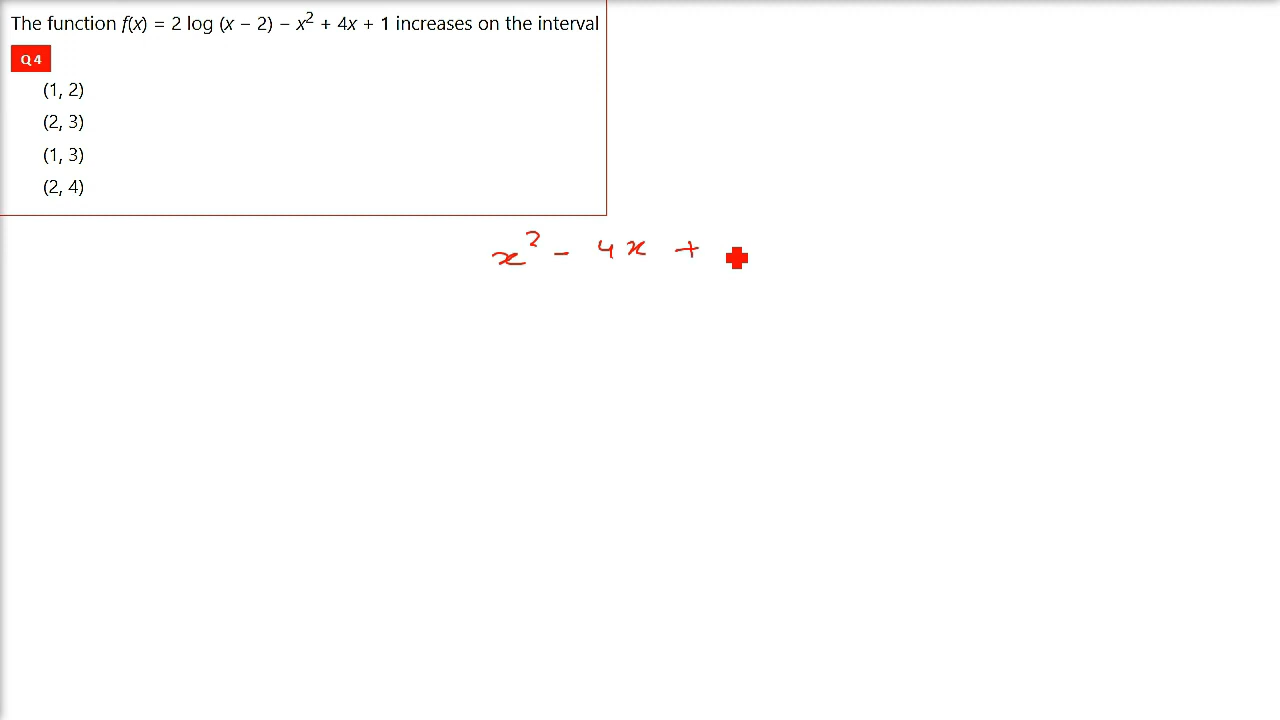 The function f(x) = 2 log (x − 2) − x² + 4x + 1 increases on the interval
Q4
(1, 2)
(2, 3)
(1, 3)
(2, 4)
x² − 4x +